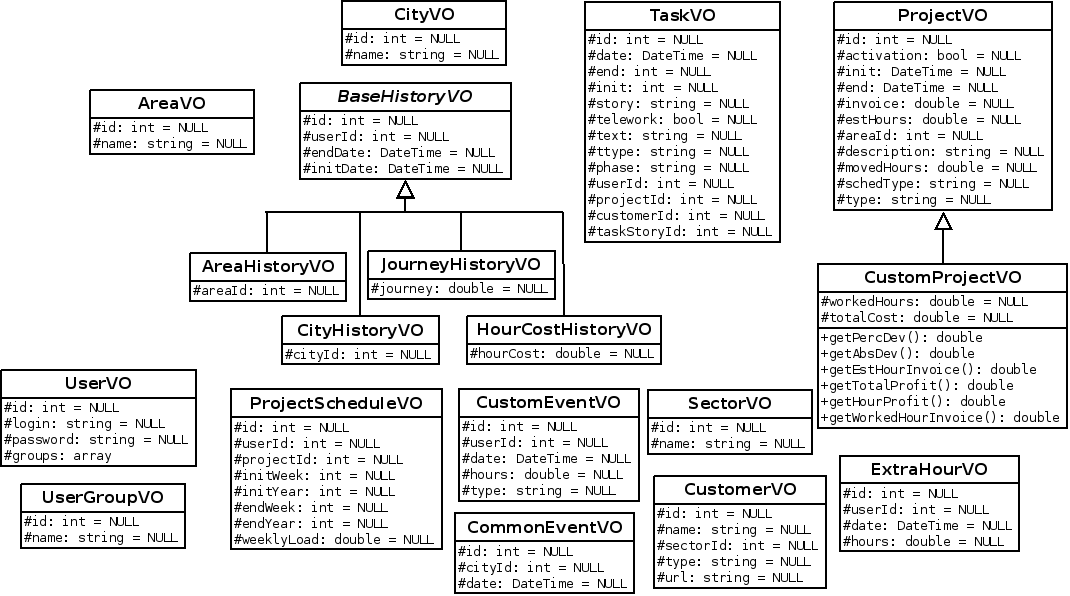 CityVO
#id: int = NULL
#name: string = NULL
TaskVO
#id: int = NULL
#date: DateTime = NULL
#end: int = NULL
#init: int = NULL
#story: string = NULL
#telework: bool = NULL
#text: string = NULL
#ttype: string = NULL
#phase: string = NULL
#userId: int = NULL
#projectId: int = NULL
#customerId: int = NULL
#taskStoryId: int = NULL
ProjectVO
#id: int = NULL
#activation: bool = NULL
#init: DateTime = NULL
#end: DateTime = NULL
#invoice: double = NULL
#estHours: double = NULL
#areaId: int = NULL
#description: string = NULL
#movedHours: double = NULL
#schedType: string = NULL
#type: string = NULL
AreaVO
#id: int = NULL
#name: string = NULL
BaseHistoryVO
#id: int = NULL
#userId: int = NULL
#endDate: DateTime = NULL
#initDate: DateTime = NULL
AreaHistoryVO
#areaId: int = NULL
JourneyHistoryVO
#journey: double = NULL
CityHistoryVO
#cityId: int = NULL
HourCostHistoryVO
#hourCost: double = NULL
CustomProjectVO
#workedHours: double = NULL
#totalCost: double = NULL
+getPercDev(): double
+getAbsDev(): double
+getEstHourInvoice(): double
+getTotalProfit(): double
+getHourProfit(): double
+getWorkedHourInvoice(): double
UserVO
#id: int = NULL
#login: string = NULL
#password: string = NULL
#groups: array
ProjectScheduleVO
#id: int = NULL
#userId: int = NULL
#projectId: int = NULL
#initWeek: int = NULL
#initYear: int = NULL
#endWeek: int = NULL
#endYear: int = NULL
#weeklyLoad: double = NULL
CustomEventVO
#id: int = NULL
#userId: int = NULL
#date: DateTime = NULL
#hours: double = NULL
#type: string = NULL
SectorVO
#id: int = NULL
#name: string = NULL
UserGroupVO
#id: int = NULL
#name: string = NULL
CommonEventVO
#id: int = NULL
#cityId: int = NULL
#date: DateTime = NULL
CustomerVO
#id: int = NULL
#name: string = NULL
#sectorId: int = NULL
#type: string = NULL
#url: string = NULL
ExtraHourVO
#id: int = NULL
#userId: int = NULL
#date: DateTime = NULL
#hours: double = NULL